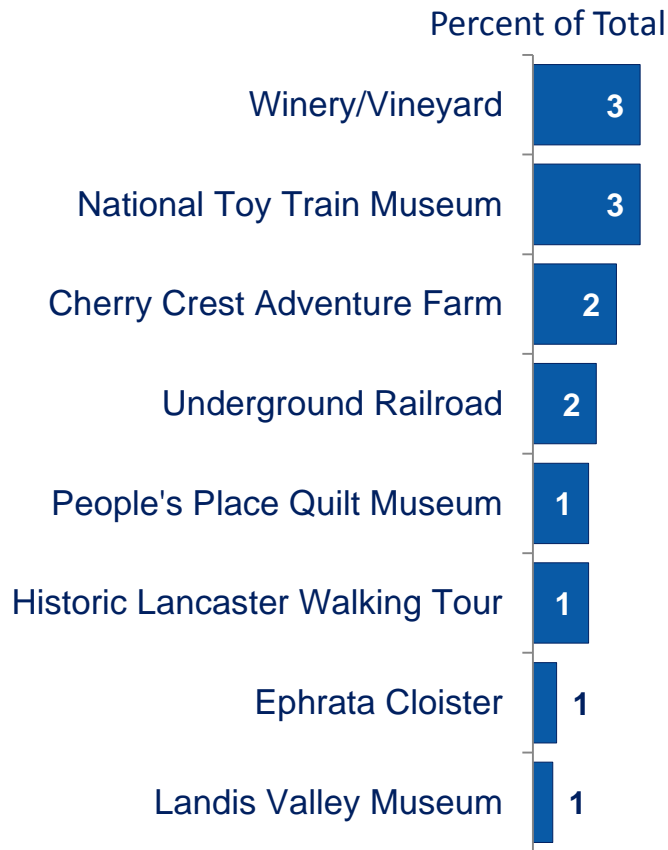 Percent of Total
Winery/Vineyard 3
National Toy Train Museum 3
Cherry Crest Adventure Farm 2
Underground Railroad 2
People's Place Quilt Museum 1
Historic Lancaster Walking Tour 1
Ephrata Cloister 1
Landis Valley Museum 1